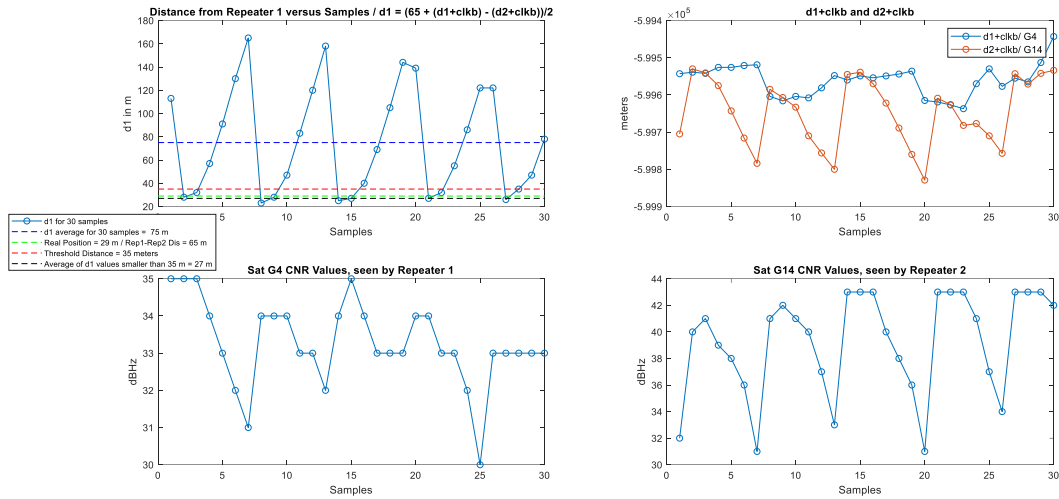 Distance from Repeater 1 versus Samples / d1 = (65 + (d1+clkb) - (d2+clkb))/2
180
160
140
120
100
80
60
40
20
d1 in m
0 5 10 15 20 25 30
Samples
d1 for 30 samples
d1 average for 30 samples = 75 m
Real Position = 29 m / Rep1-Rep2 Dis = 65 m
Threshold Distance = 35 meters
Average of d1 values smaller than 35 m = 27 m
d1+clkb and d2+clkb
×10⁵
-5.994
-5.995
-5.996
-5.997
-5.998
-5.999
meters
d1+clkb/ G4
d2+clkb/ G14
0 5 10 15 20 25 30
Samples
Sat G4 CNR Values, seen by Repeater 1
35
34
33
32
31
30
dBHz
0 5 10 15 20 25 30
Samples
Sat G14 CNR Values, seen by Repeater 2
44
42
40
38
36
34
32
30
dBHz
0 5 10 15 20 25 30
Samples